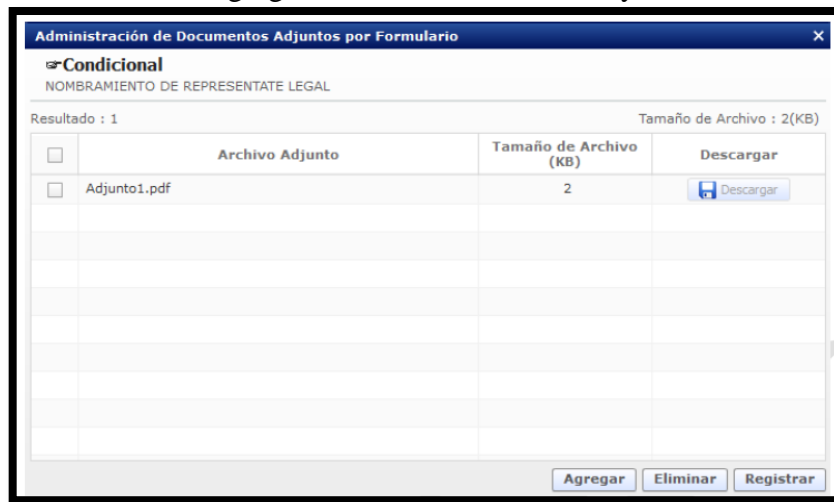 Administración de Documentos Adjuntos por Formulario ×
☞Condicional
NOMBRAMIENTO DE REPRESENTATE LEGAL
Resultado : 1 Tamaño de Archivo : 2(KB)
Archivo Adjunto Tamaño de Archivo (KB) Descargar
Adjunto1.pdf 2 Descargar
Agregar Eliminar Registrar